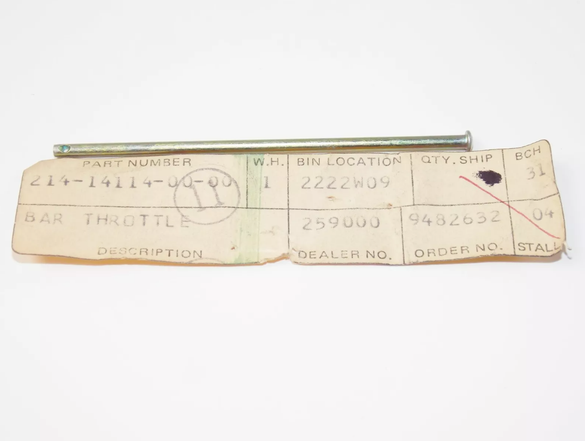 PART NUMBER W.H. BIN LOCATION QTY. SHIP BCH
214-14114-00-00 1 2222W09 31
11
BAR THROTTLE 259000 9482632 04
DESCRIPTION DEALER NO. ORDER NO. STALL